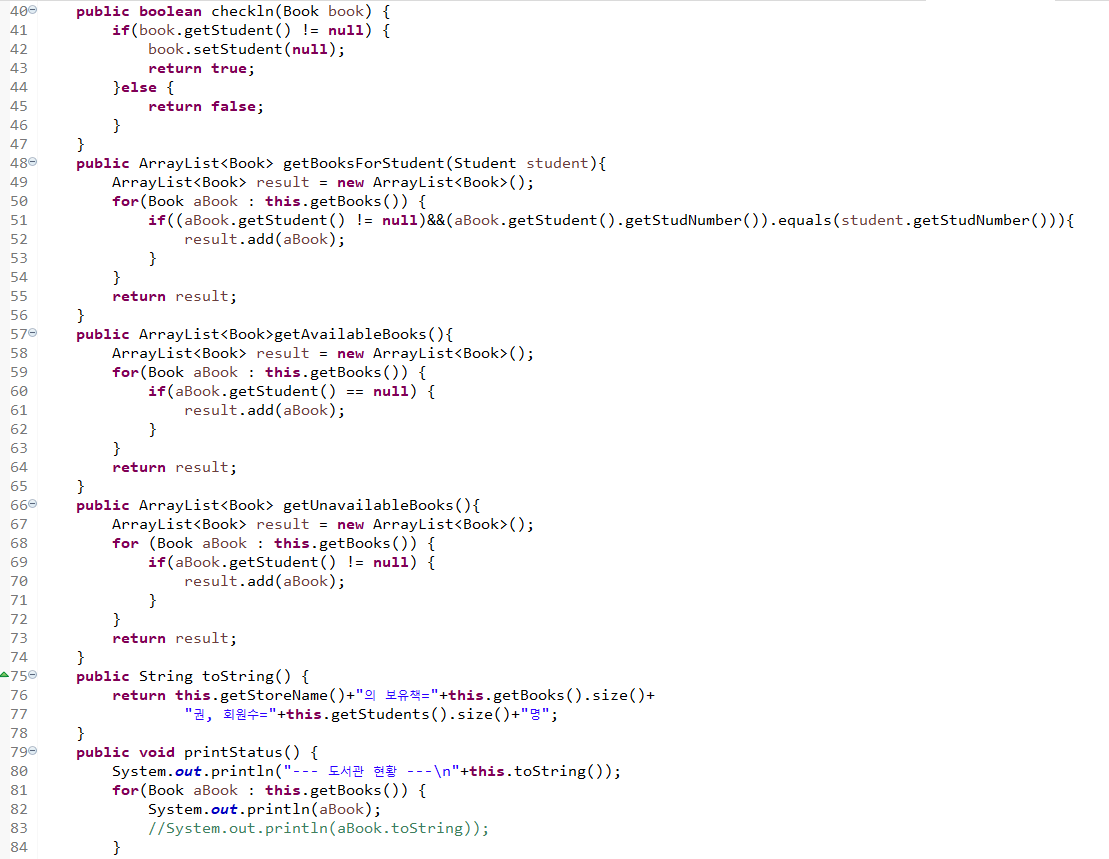 40 public boolean checkln(Book book) {
41 if(book.getStudent() != null) {
42 book.setStudent(null);
43 return true;
44 }else {
45 return false;
46 }
47 }
48 public ArrayList<Book> getBooksForStudent(Student student){
49 ArrayList<Book> result = new ArrayList<Book>();
50 for(Book aBook : this.getBooks()) {
51 if((aBook.getStudent() != null)&&(aBook.getStudent().getStudNumber()).equals(student.getStudNumber())){
52 result.add(aBook);
53 }
54 }
55 return result;
56 }
57 public ArrayList<Book>getAvailableBooks(){
58 ArrayList<Book> result = new ArrayList<Book>();
59 for(Book aBook : this.getBooks()) {
60 if(aBook.getStudent() == null) {
61 result.add(aBook);
62 }
63 }
64 return result;
65 }
66 public ArrayList<Book> getUnavailableBooks(){
67 ArrayList<Book> result = new ArrayList<Book>();
68 for (Book aBook : this.getBooks()) {
69 if(aBook.getStudent() != null) {
70 result.add(aBook);
71 }
72 }
73 return result;
74 }
75 public String toString() {
76 return this.getStoreName()+"의 보유책="+this.getBooks().size()+
77 "권, 회원수="+this.getStudents().size()+"명";
78 }
79 public void printStatus() {
80 System.out.println("--- 도서관 현황 ---\n"+this.toString());
81 for(Book aBook : this.getBooks()) {
82 System.out.println(aBook);
83 //System.out.println(aBook.toString));
84 }